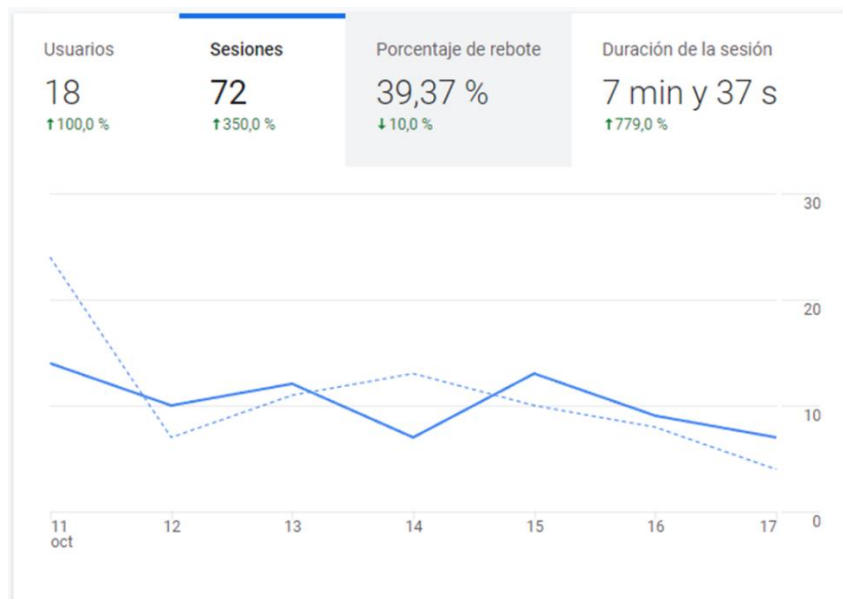 Usuarios
18
↑100,0 %
Sesiones
72
↑350,0 %
Porcentaje de rebote
39,37 %
↓10,0 %
Duración de la sesión
7 min y 37 s
↑779,0 %
30
20
10
0
11 12 13 14 15 16 17
oct